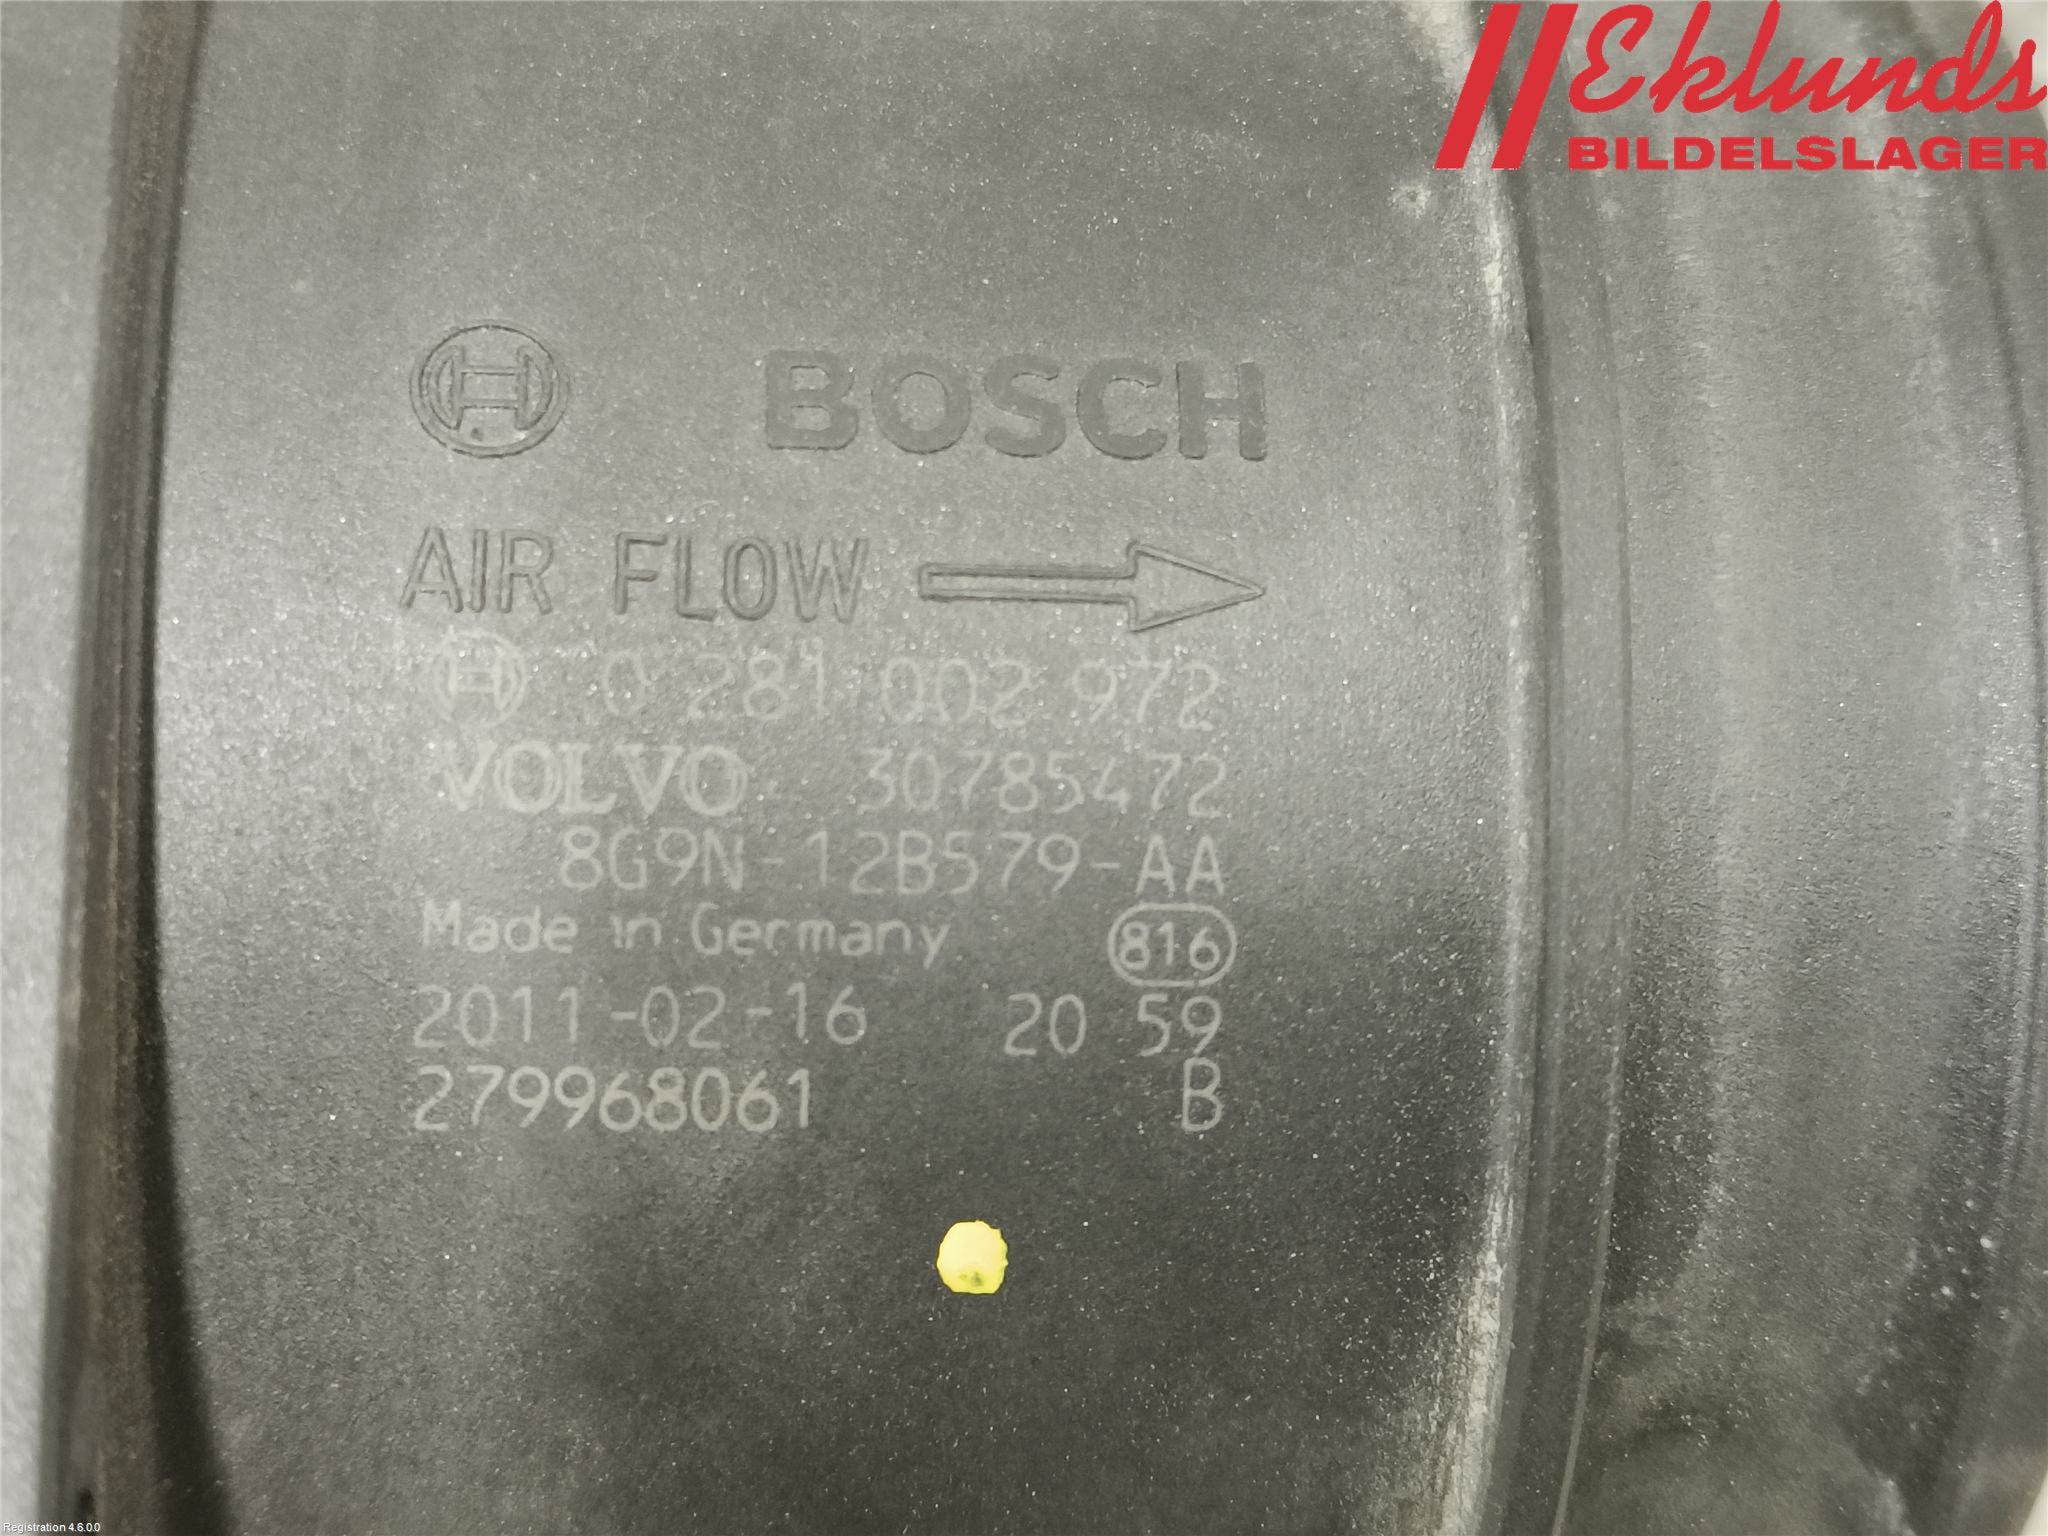 Eklunds
BILDELSLAGER
BOSCH
AIR FLOW
0 281 002 972
VOLVO 30785472
8G9N-12B579-AA
Made in Germany 816
2011-02-16 20 59
279968061 B
Registration 4.6.0.0